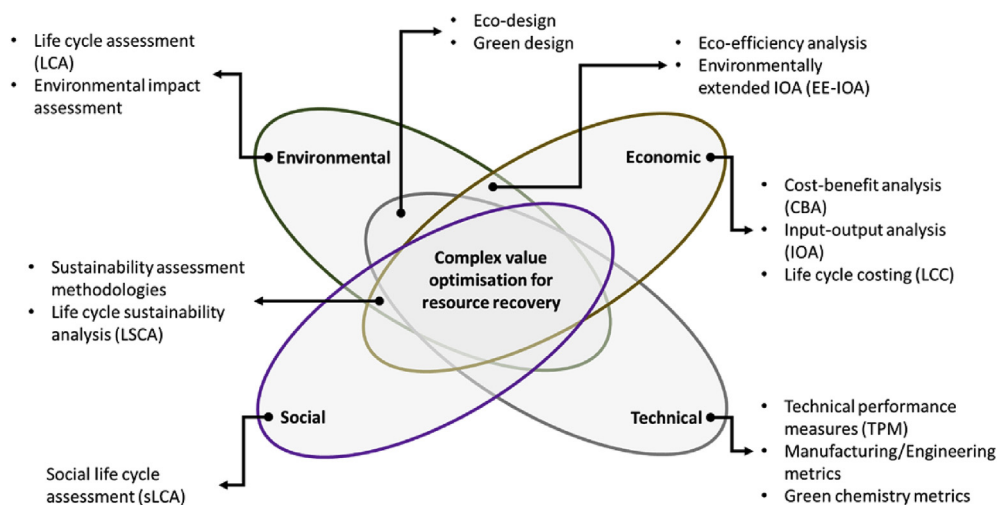 • Eco-design
• Green design
• Life cycle assessment
(LCA)
• Environmental impact
assessment
• Eco-efficiency analysis
• Environmentally
extended IOA (EE-IOA)
Environmental
Economic
• Cost-benefit analysis
(CBA)
• Input-output analysis
(IOA)
• Life cycle costing (LCC)
Complex value
optimisation for
resource recovery
• Sustainability assessment
methodologies
• Life cycle sustainability
analysis (LSCA)
Social
Technical
• Technical performance
measures (TPM)
• Manufacturing/Engineering
metrics
• Green chemistry metrics
Social life cycle
assessment (sLCA)